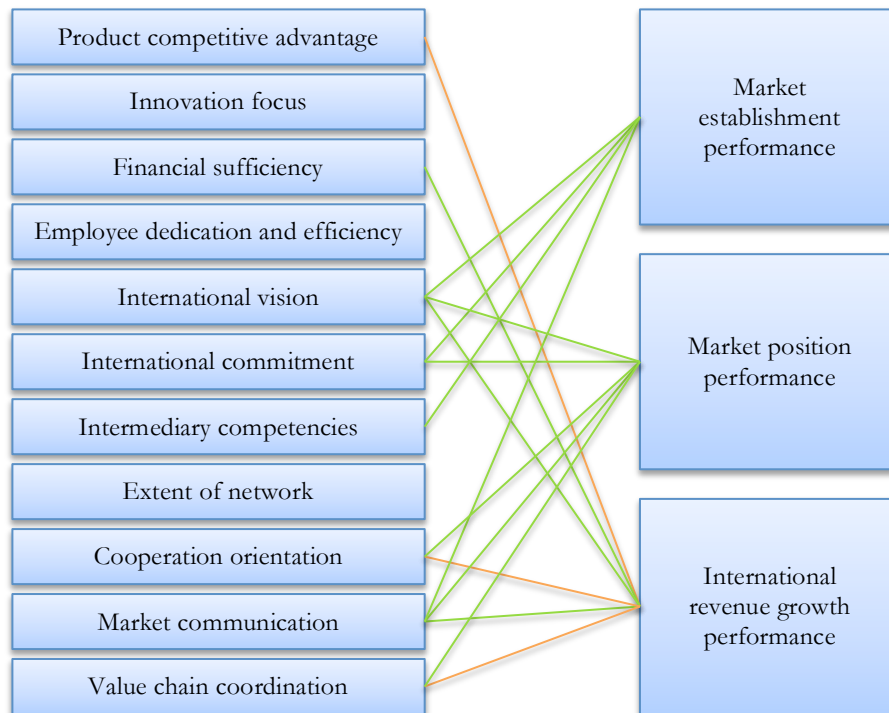 Product competitive advantage
Innovation focus
Financial sufficiency
Employee dedication and efficiency
International vision
International commitment
Intermediary competencies
Extent of network
Cooperation orientation
Market communication
Value chain coordination
Market
establishment
performance
Market position
performance
International
revenue growth
performance